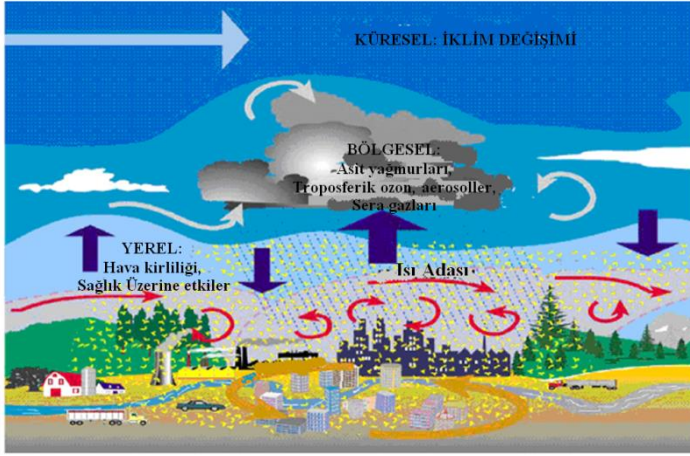 KÜRESEL: İKLİM DEĞİŞİMİ
BÖLGESEL:
Asit yağmurları,
Troposferik ozon, aerosoller,
Sera gazları
YEREL:
Hava kirliliği,
Sağlık Üzerine etkiler
Isı Adası